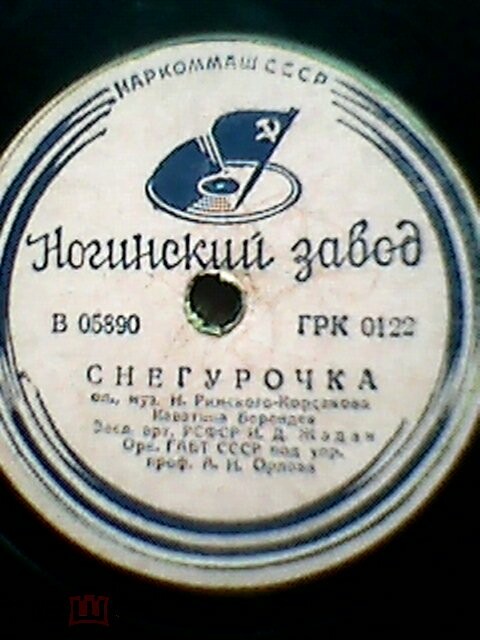 НАРКОММАШ СССР
Ногинский завод
В 05890 ГРК 0122
СНЕГУРОЧКА
оп., муз. Н. Римского-Корсакова
Каватина Берендея
Засл. арт. РСФСР И. Д. Жадан
Орк. ГАБТ СССР под упр.
проф. А. И. Орлова